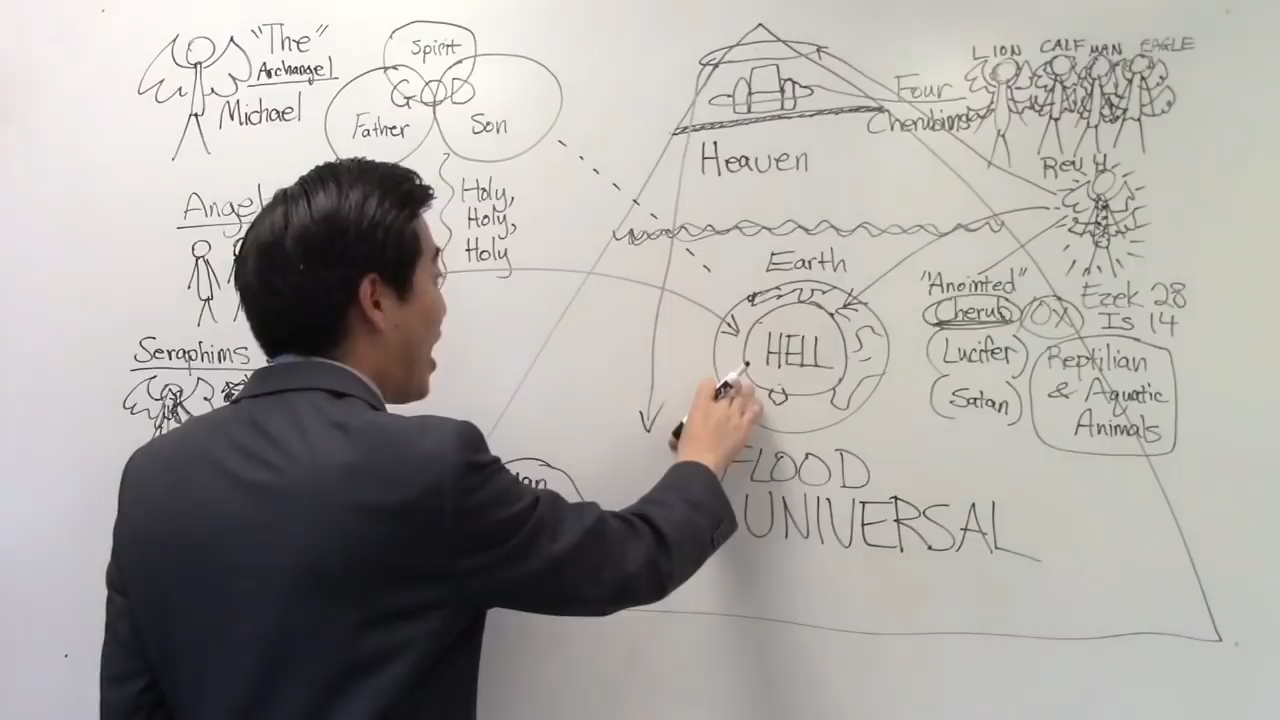 "The"
Archangel
Michael
Spirit
GOD
Father
Son
Holy,
Holy,
Holy
Angel
Seraphims
Heaven
Earth
HELL
FLOOD
UNIVERSAL
LION CALF MAN EAGLE
Four
Cherubims
Rev 4
"Anointed"
Cherub
OX
Ezek 28
Is 14
Lucifer
Satan
Reptilian
& Aquatic
Animals